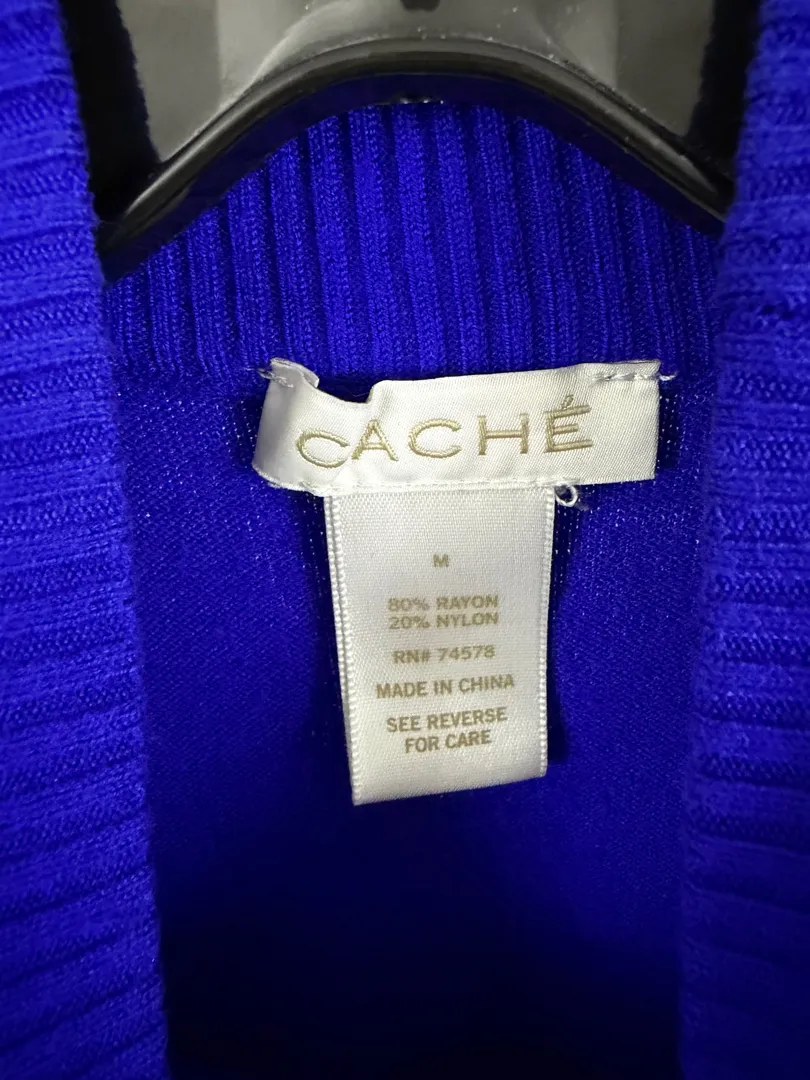 CACHÉ
M
80% RAYON
20% NYLON
RN# 74578
MADE IN CHINA
SEE REVERSE
FOR CARE